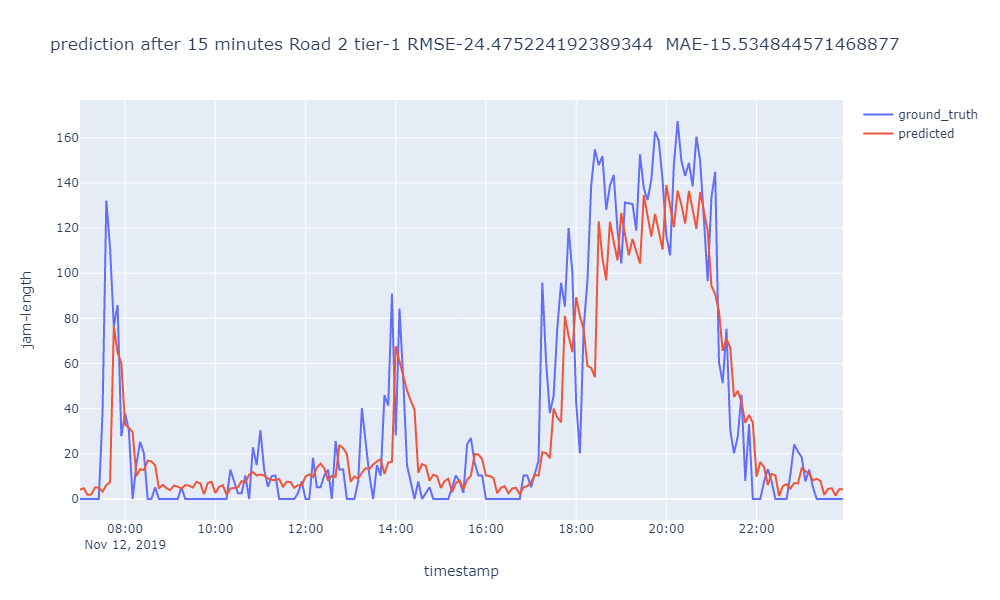 prediction after 15 minutes Road 2 tier-1 RMSE-24.475224192389344  MAE-15.534844571468877
ground_truth
predicted
160
140
120
100
80
60
40
20
0
jam-length
08:00 10:00 12:00 14:00 16:00 18:00 20:00 22:00
Nov 12, 2019
timestamp